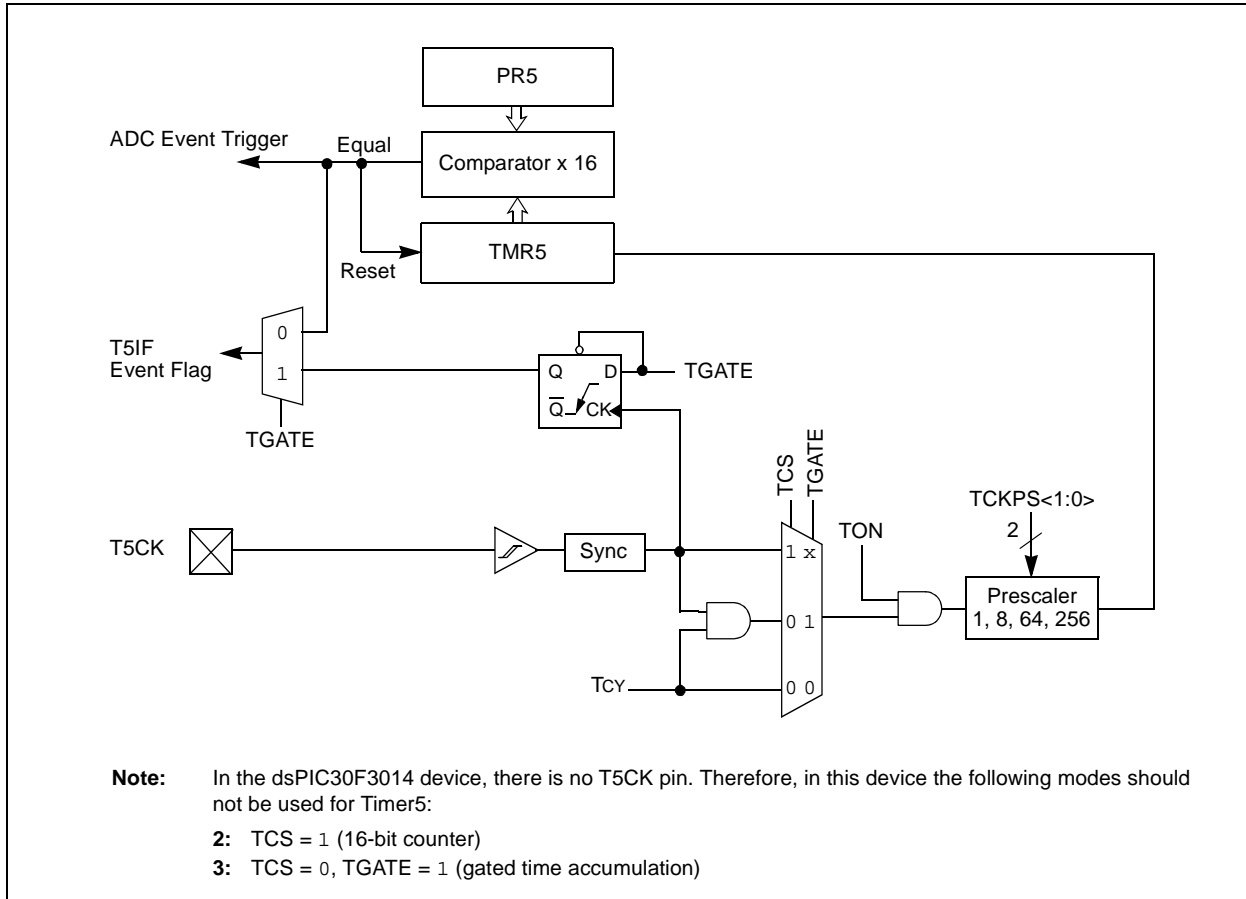 PR5
ADC Event Trigger
Equal
Comparator x 16
TMR5
Reset
0
T5IF
Event Flag
1
Q D
TGATE
Q̅ CK
TGATE
TCS
TGATE
TCKPS<1:0>
2
TON
T5CK
Sync
1 x
Prescaler
1, 8, 64, 256
0 1
TCY
0 0
Note: In the dsPIC30F3014 device, there is no T5CK pin. Therefore, in this device the following modes should
not be used for Timer5:
2: TCS = 1 (16-bit counter)
3: TCS = 0, TGATE = 1 (gated time accumulation)